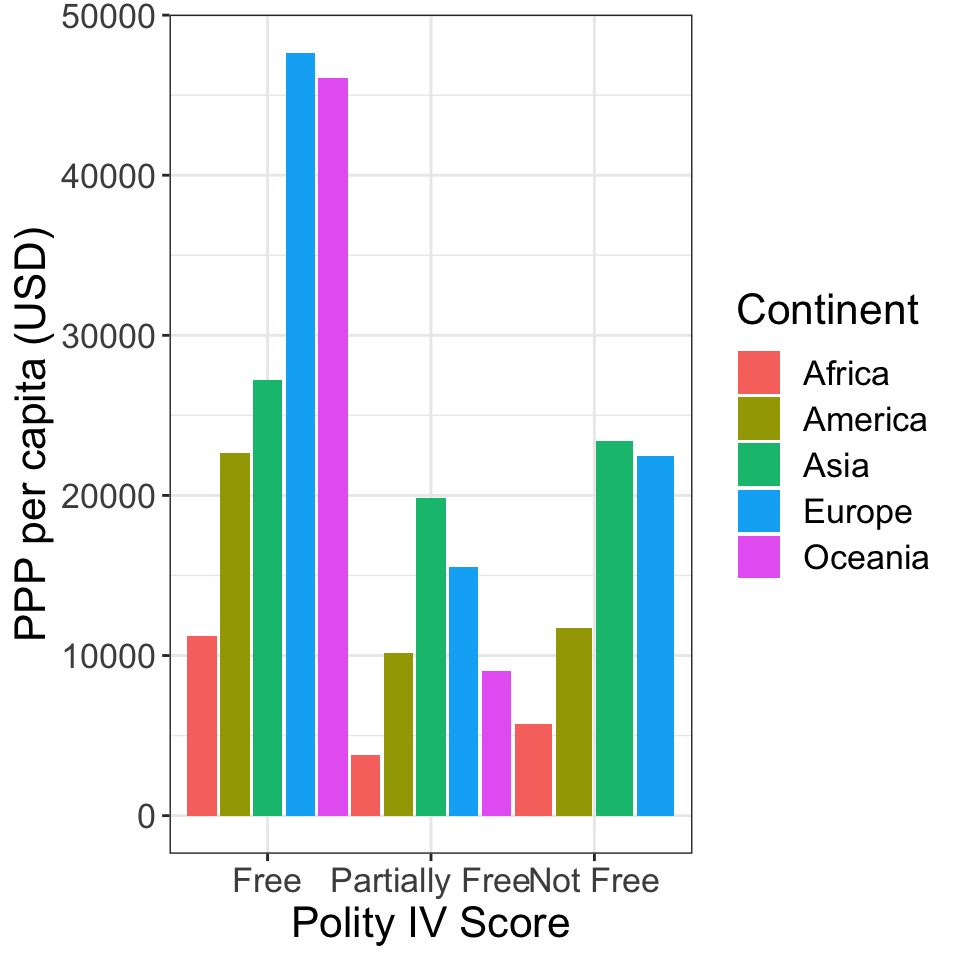 50000
40000
30000
20000
10000
0
PPP per capita (USD)
Free
Partially Free
Not Free
Polity IV Score
Continent
Africa
America
Asia
Europe
Oceania